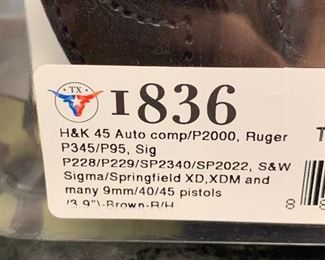 TX
1836
H&K 45 Auto comp/P2000, Ruger
P345/P95, Sig
P228/P229/SP2340/SP2022, S&W
Sigma/Springfield XD,XDM and
many 9mm/40/45 pistols
(3.9")-Brown-R/H
T
8